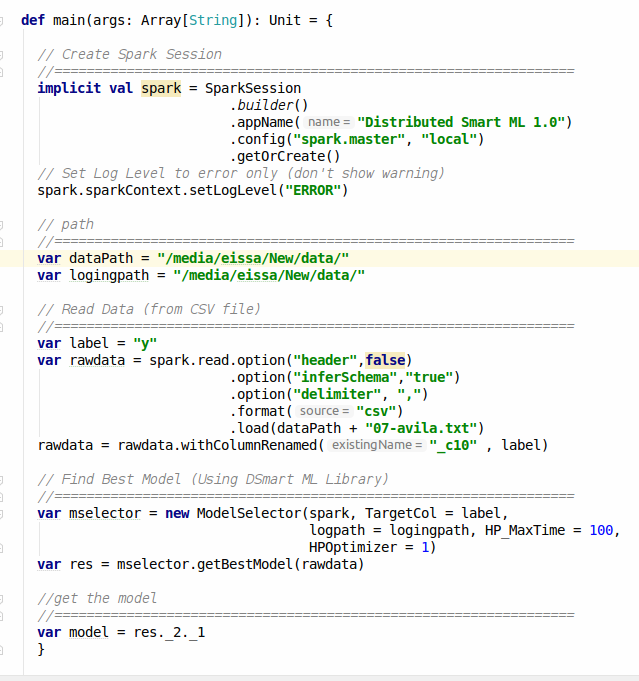 def main(args: Array[String]): Unit = {
// Create Spark Session
//=================================================================
implicit val spark = SparkSession
.builder()
.appName( name = "Distributed Smart ML 1.0")
.config("spark.master", "local")
.getOrCreate()
// Set Log Level to error only (don't show warning)
spark.sparkContext.setLogLevel("ERROR")
// path
//=================================================================
var dataPath = "/media/eissa/New/data/"
var logingpath = "/media/eissa/New/data/"
// Read Data (from CSV file)
//=================================================================
var label = "y"
var rawdata = spark.read.option("header",false)
.option("inferSchema","true")
.option("delimiter", ",")
.format( source = "csv")
.load(dataPath + "07-avila.txt")
rawdata = rawdata.withColumnRenamed( existingName = "_c10" , label)
// Find Best Model (Using DSmart ML Library)
//=================================================================
var mselector = new ModelSelector(spark, TargetCol = label,
logpath = logingpath, HP_MaxTime = 100,
HPOptimizer = 1)
var res = mselector.getBestModel(rawdata)
//get the model
//=================================================================
var model = res._2._1
}